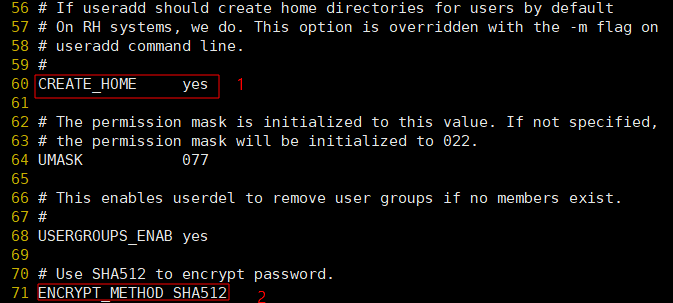 56 # If useradd should create home directories for users by default
57 # On RH systems, we do. This option is overridden with the -m flag on
58 # useradd command line.
59 #
60 CREATE_HOME     yes 1
61
62 # The permission mask is initialized to this value. If not specified,
63 # the permission mask will be initialized to 022.
64 UMASK           077
65
66 # This enables userdel to remove user groups if no members exist.
67 #
68 USERGROUPS_ENAB yes
69
70 # Use SHA512 to encrypt password.
71 ENCRYPT_METHOD SHA512 2